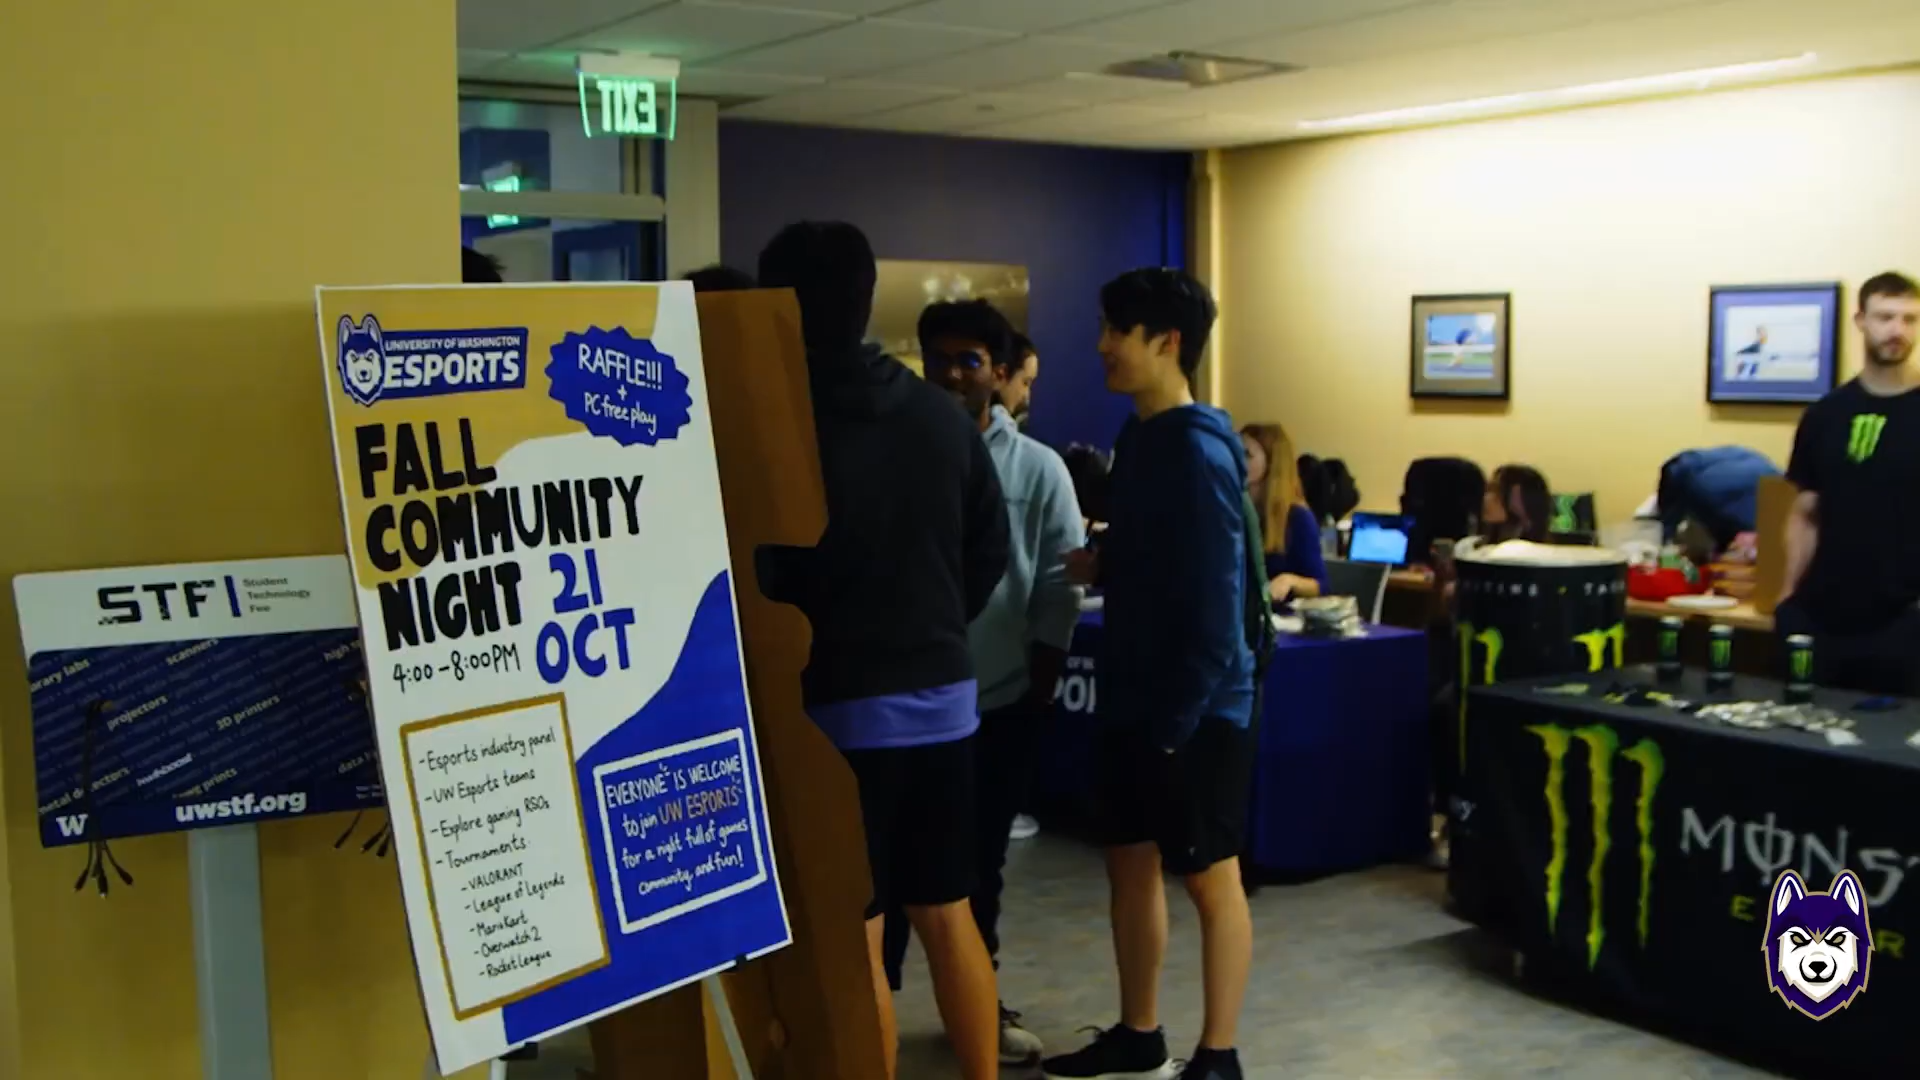 EXIT
UNIVERSITY OF WASHINGTON
ESPORTS
RAFFLE!!!
+
PC free play
FALL
COMMUNITY
NIGHT
21
OCT
4:00-8:00PM
- Esports industry panel
- UW Esports teams
- Explore gaming RSOs
- Tournaments:
- VALORANT
- League of Legends
- MarioKart
- Overwatch 2
- Rocket League
EVERYONE IS WELCOME
to join UW ESPORTS
for a night full of games
community, and fun!
STF
Student
Technology
Fee
scanners
projectors
3D printers
uwstf.org
W
MONS